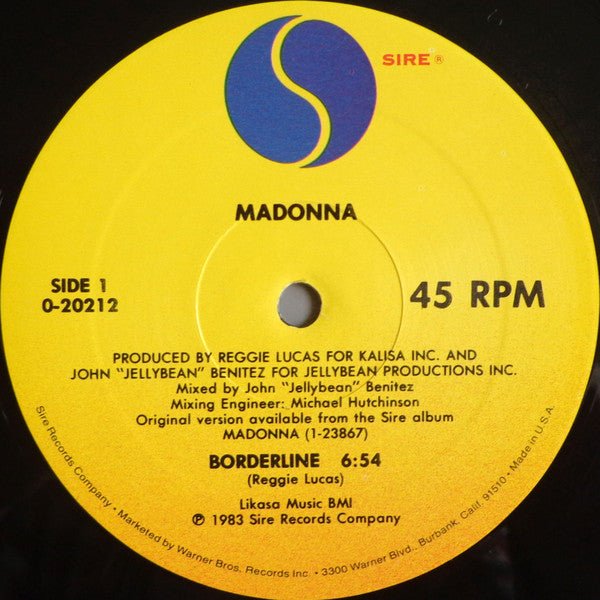 SIRE ®
MADONNA
SIDE 1
0-20212
45 RPM
PRODUCED BY REGGIE LUCAS FOR KALISA INC. AND
JOHN "JELLYBEAN" BENITEZ FOR JELLYBEAN PRODUCTIONS INC.
Mixed by John "Jellybean" Benitez
Mixing Engineer: Michael Hutchinson
Original version available from the Sire album
MADONNA (1-23867)
BORDERLINE 6:54
(Reggie Lucas)
Likasa Music BMI
℗ 1983 Sire Records Company
Sire Records Company • Marketed by Warner Bros. Records Inc. • 3300 Warner Blvd., Burbank, Calif. 91510 • Made in U.S.A.